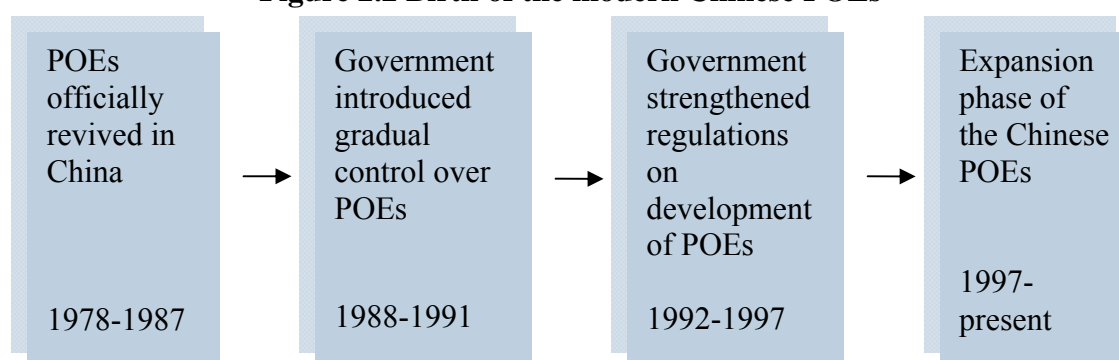 Figure 2.2 Birth of the modern Chinese POEs
POEs
officially
revived in
China
1978-1987
Government
introduced
gradual
control over
POEs
1988-1991
Government
strengthened
regulations
on
development
of POEs
1992-1997
Expansion
phase of
the Chinese
POEs
1997-
present